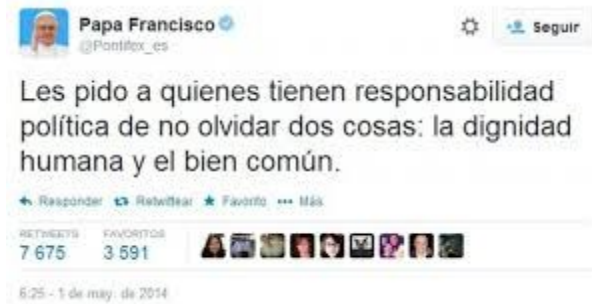 Papa Francisco
@Pontifex_es
Seguir
Les pido a quienes tienen responsabilidad
política de no olvidar dos cosas: la dignidad
humana y el bien común.
Responder Retwittear Favorito Más
RETWEETS FAVORITOS
7 675 3 591
6:25 - 1 de may. de 2014